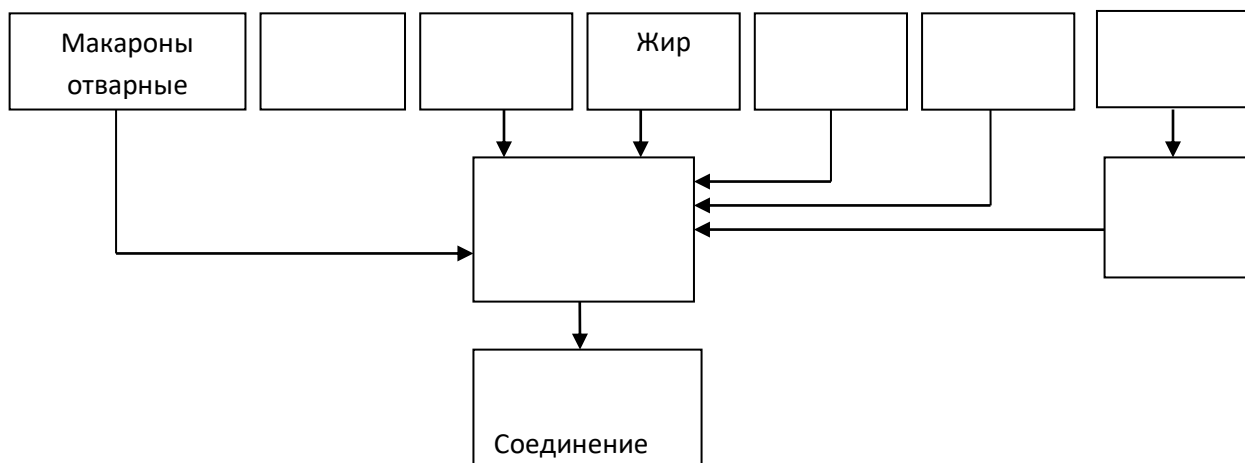 Макароны
отварные
Жир
Соединение